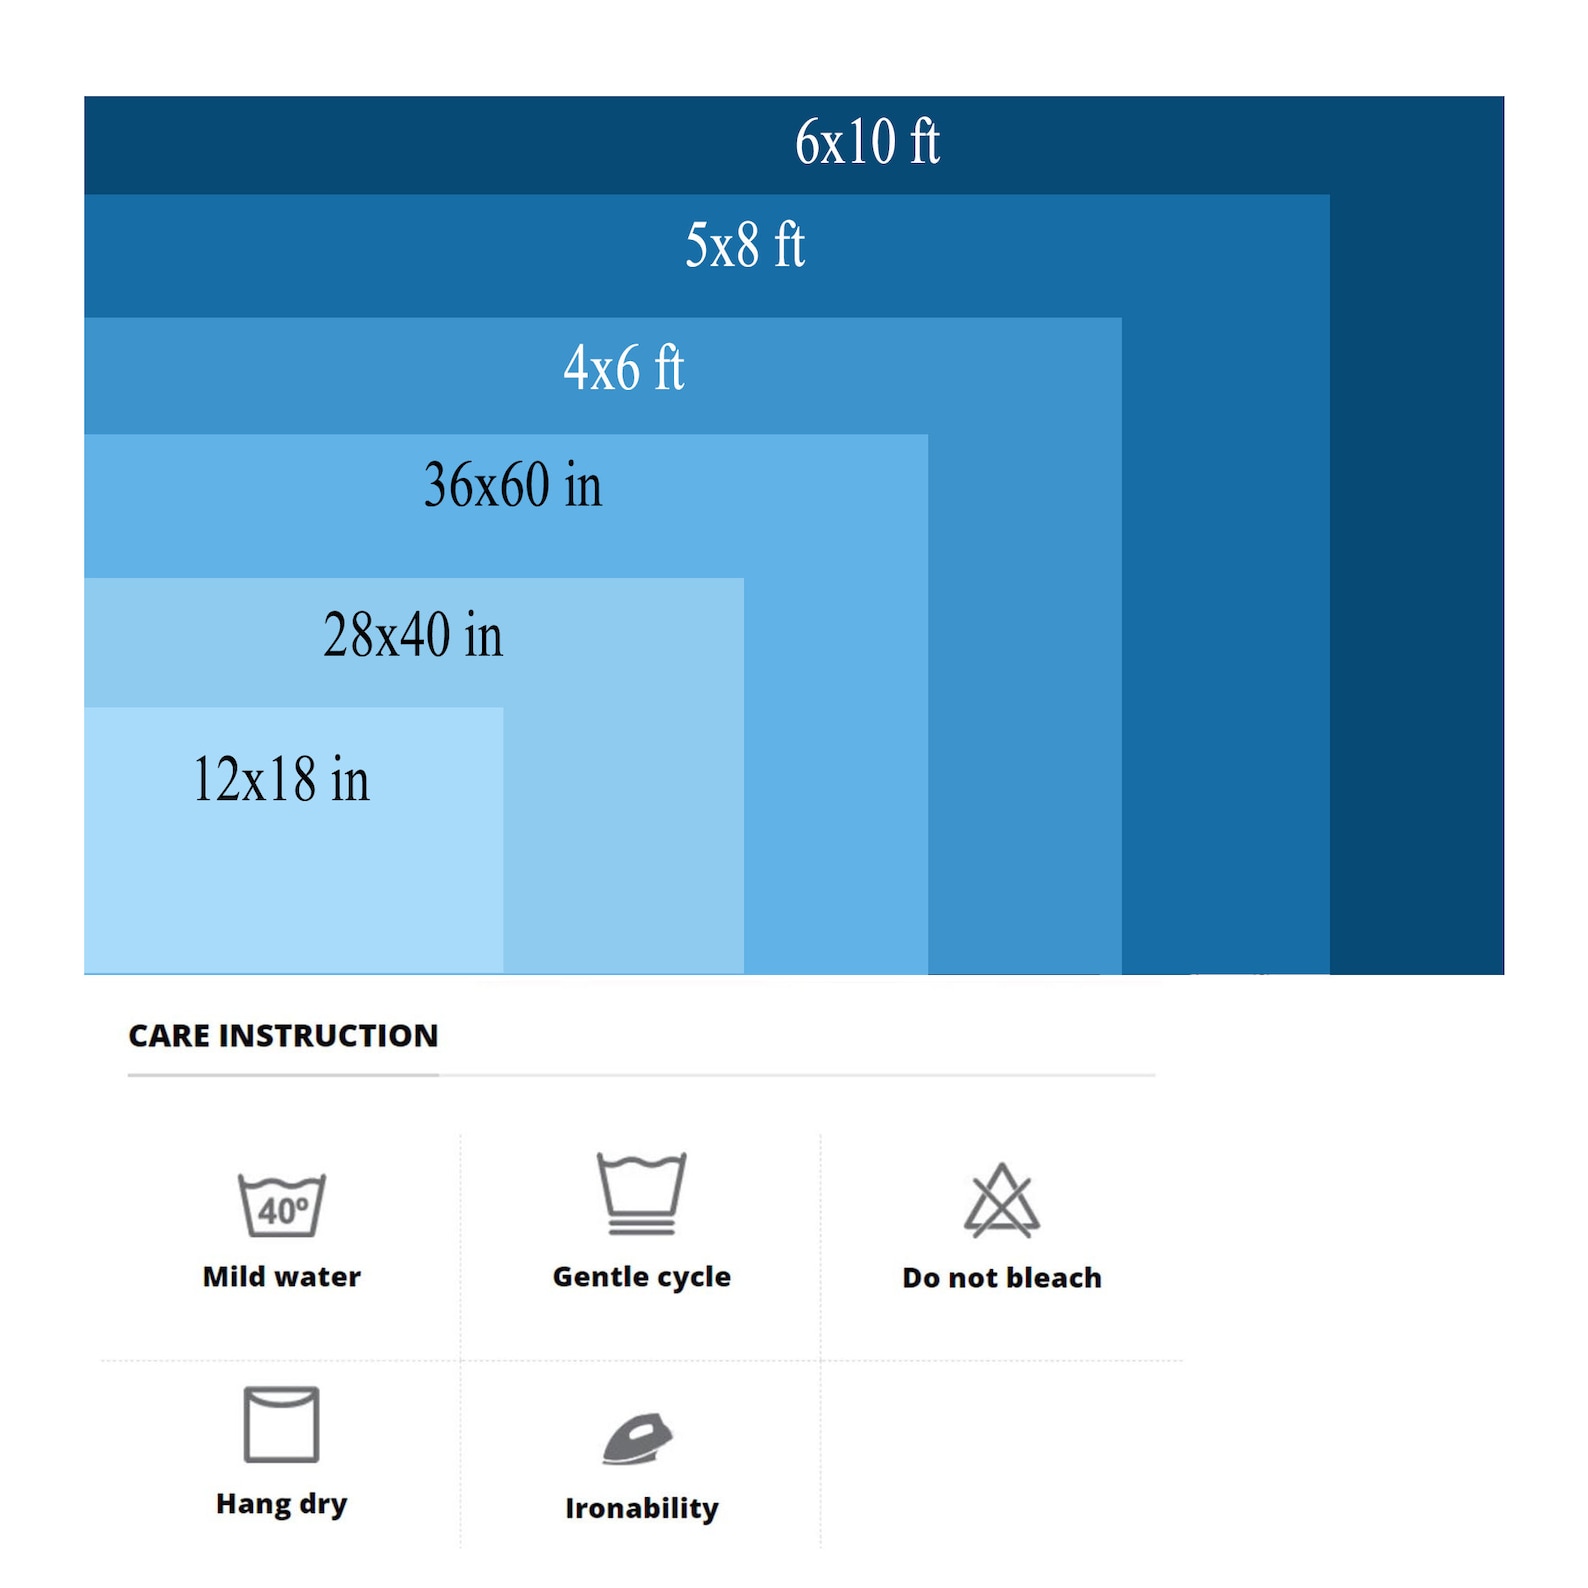 6x10 ft
5x8 ft
4x6 ft
36x60 in
28x40 in
12x18 in
CARE INSTRUCTION
40º
Mild water
Gentle cycle
Do not bleach
Hang dry
Ironability